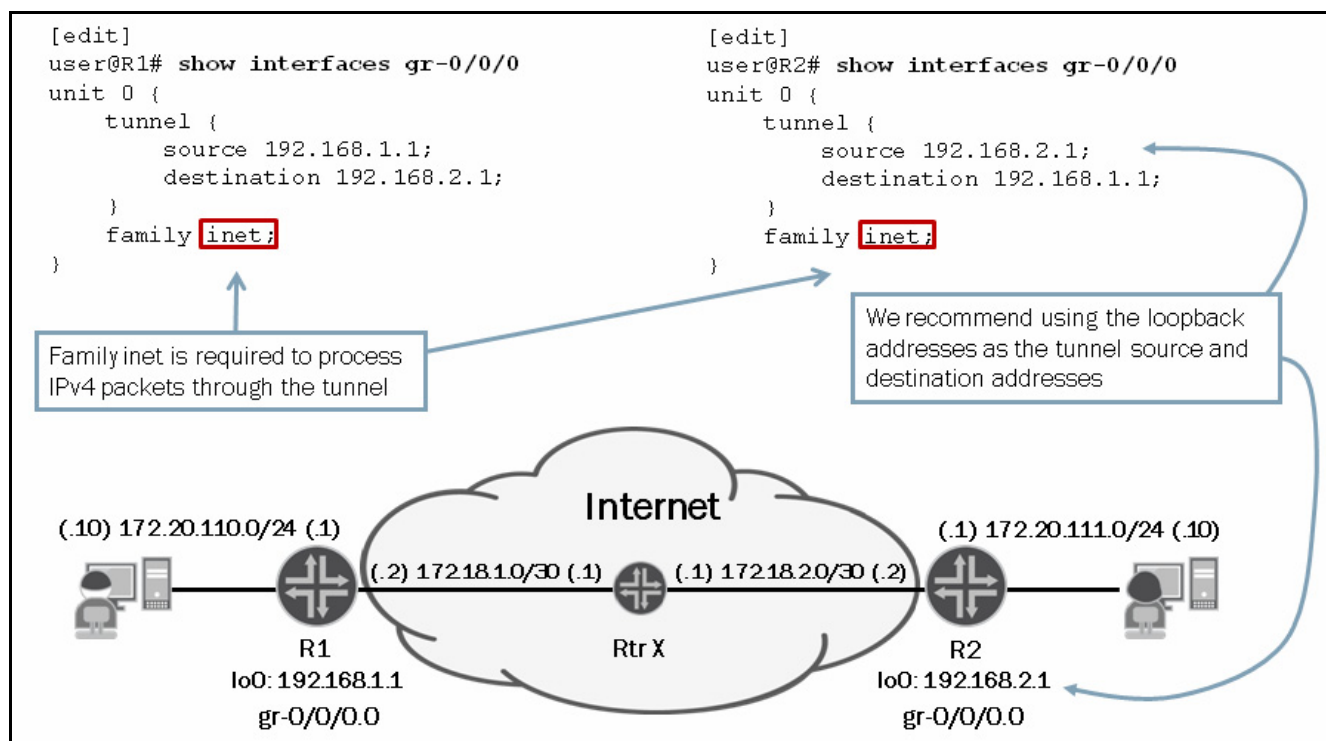 [edit]
user@R1# show interfaces gr-0/0/0
unit 0 {
tunnel {
source 192.168.1.1;
destination 192.168.2.1;
}
family inet;
}
[edit]
user@R2# show interfaces gr-0/0/0
unit 0 {
tunnel {
source 192.168.2.1;
destination 192.168.1.1;
}
family inet;
}
Family inet is required to process
IPv4 packets through the tunnel
We recommend using the loopback
addresses as the tunnel source and
destination addresses
Internet
(.10) 172.20.110.0/24 (.1)
(.1) 172.20.111.0/24 (.10)
(.2) 172.18.1.0/30 (.1)
(.1) 172.18.2.0/30 (.2)
R1
Rtr X
R2
lo0: 192.168.1.1
lo0: 192.168.2.1
gr-0/0/0.0
gr-0/0/0.0